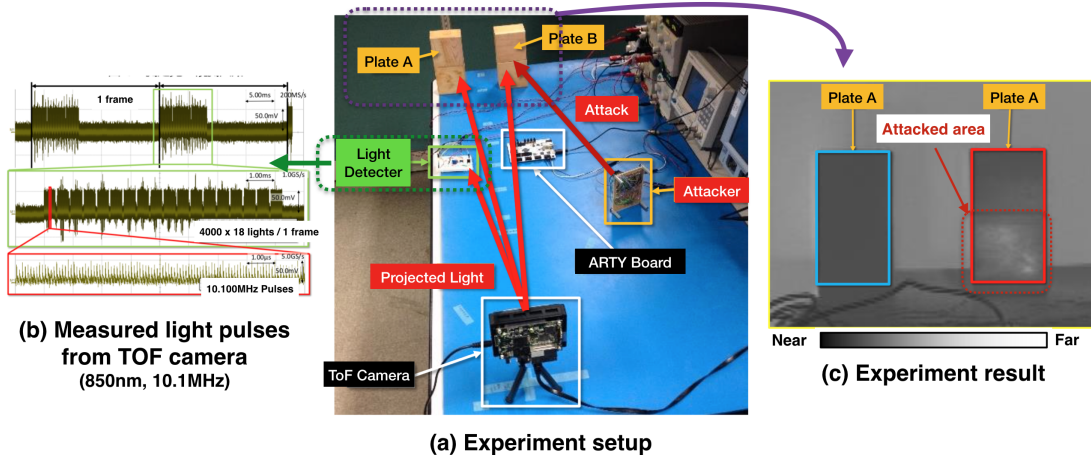 1 frame
5.00ms
200MS/s
50.0mV
1.00ms
1.0GS/s
50.0mV
4000 x 18 lights / 1 frame
1.00μs
5.0GS/s
50.0mV
10.100MHz Pulses
(b) Measured light pulses
from TOF camera
(850nm, 10.1MHz)
Plate A
Plate B
Attack
Light
Detecter
Attacker
ARTY Board
Projected Light
ToF Camera
(a) Experiment setup
Plate A
Plate A
Attacked area
Near
Far
(c) Experiment result